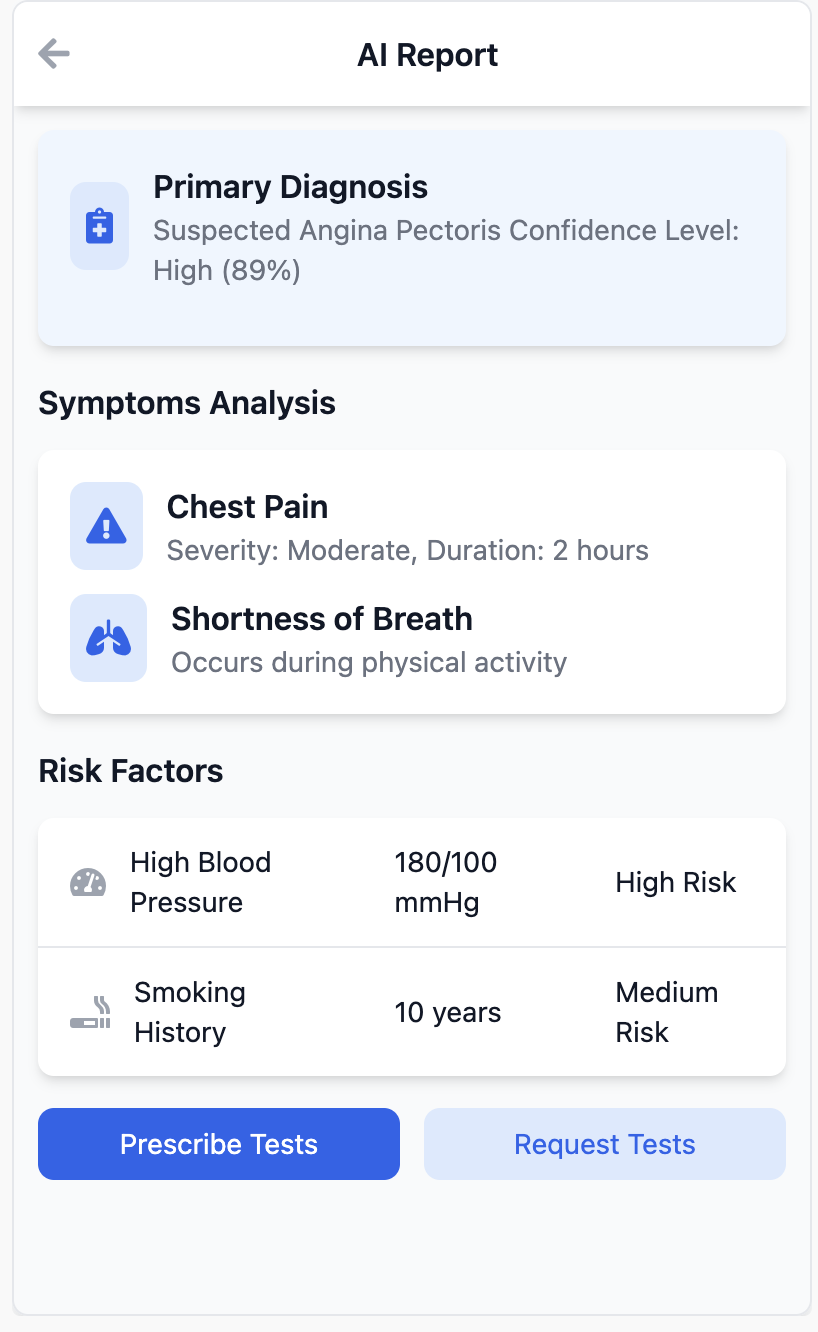 AI Report
Primary Diagnosis
Suspected Angina Pectoris Confidence Level:
High (89%)
Symptoms Analysis
Chest Pain
Severity: Moderate, Duration: 2 hours
Shortness of Breath
Occurs during physical activity
Risk Factors
High Blood
Pressure
180/100
mmHg
High Risk
Smoking
History
10 years
Medium
Risk
Prescribe Tests
Request Tests